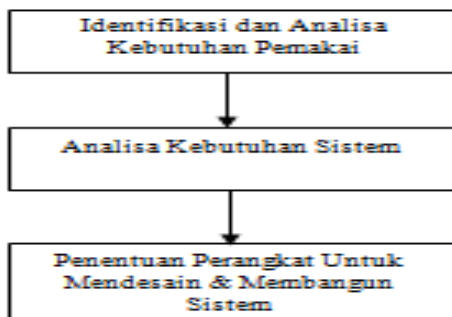 Identifikasi dan Analisa
Kebutuhan Pemakai
Analisa Kebutuhan Sistem
Penentuan Perangkat Untuk
Mendesain & Membangun
Sistem